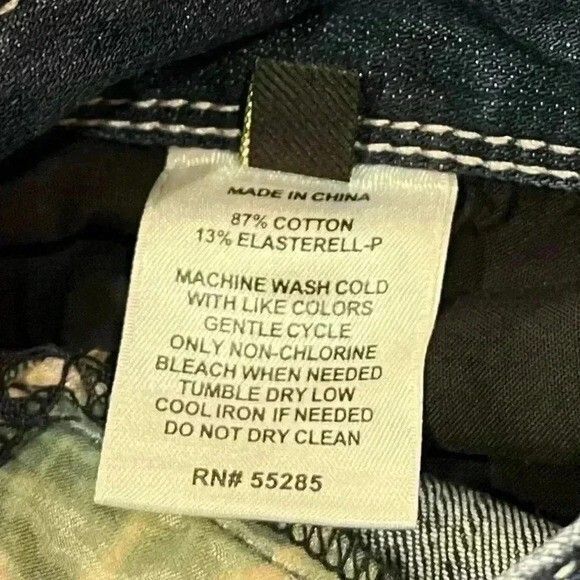 MADE IN CHINA
87% COTTON
13% ELASTERELL-P
MACHINE WASH COLD
WITH LIKE COLORS
GENTLE CYCLE
ONLY NON-CHLORINE
BLEACH WHEN NEEDED
TUMBLE DRY LOW
COOL IRON IF NEEDED
DO NOT DRY CLEAN
RN# 55285